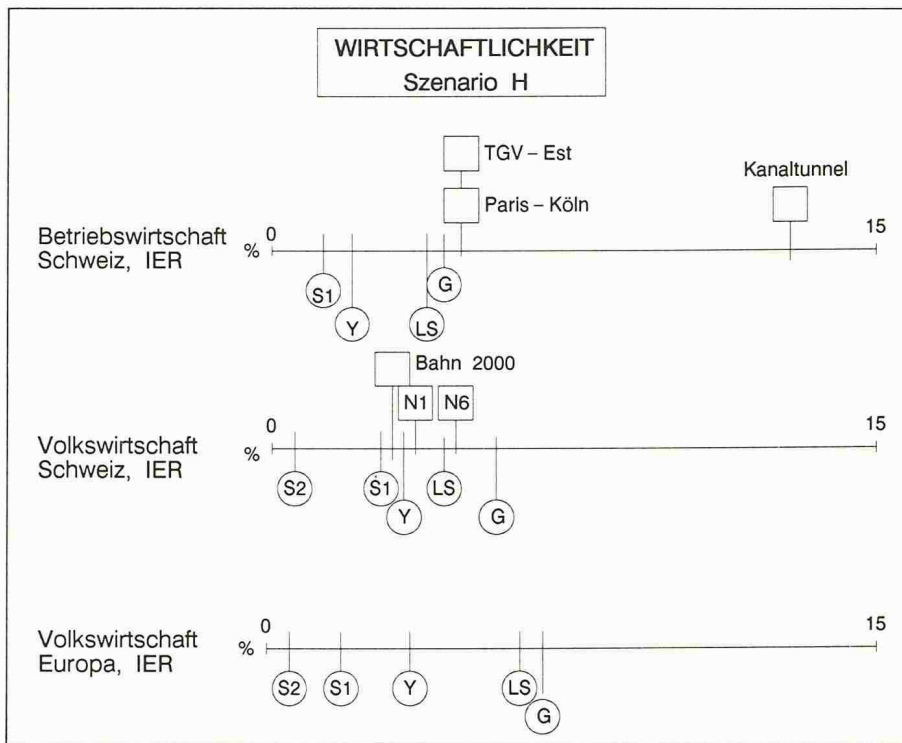 WIRTSCHAFTLICHKEIT
Szenario H
TGV – Est
Kanaltunnel
Paris – Köln
Betriebswirtschaft
Schweiz, IER
%
0
15
S1
Y
LS
G
Bahn 2000
N1
N6
Volkswirtschaft
Schweiz, IER
%
0
15
S2
S1
Y
LS
G
Volkswirtschaft
Europa, IER
%
0
15
S2
S1
Y
LS
G